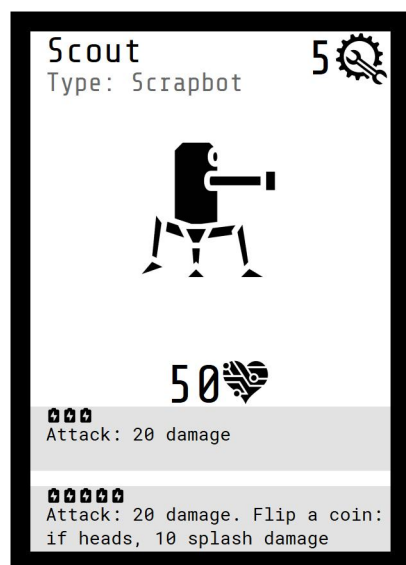 Scout
5
Type: Scrapbot
50
Attack: 20 damage
Attack: 20 damage. Flip a coin:
if heads, 10 splash damage